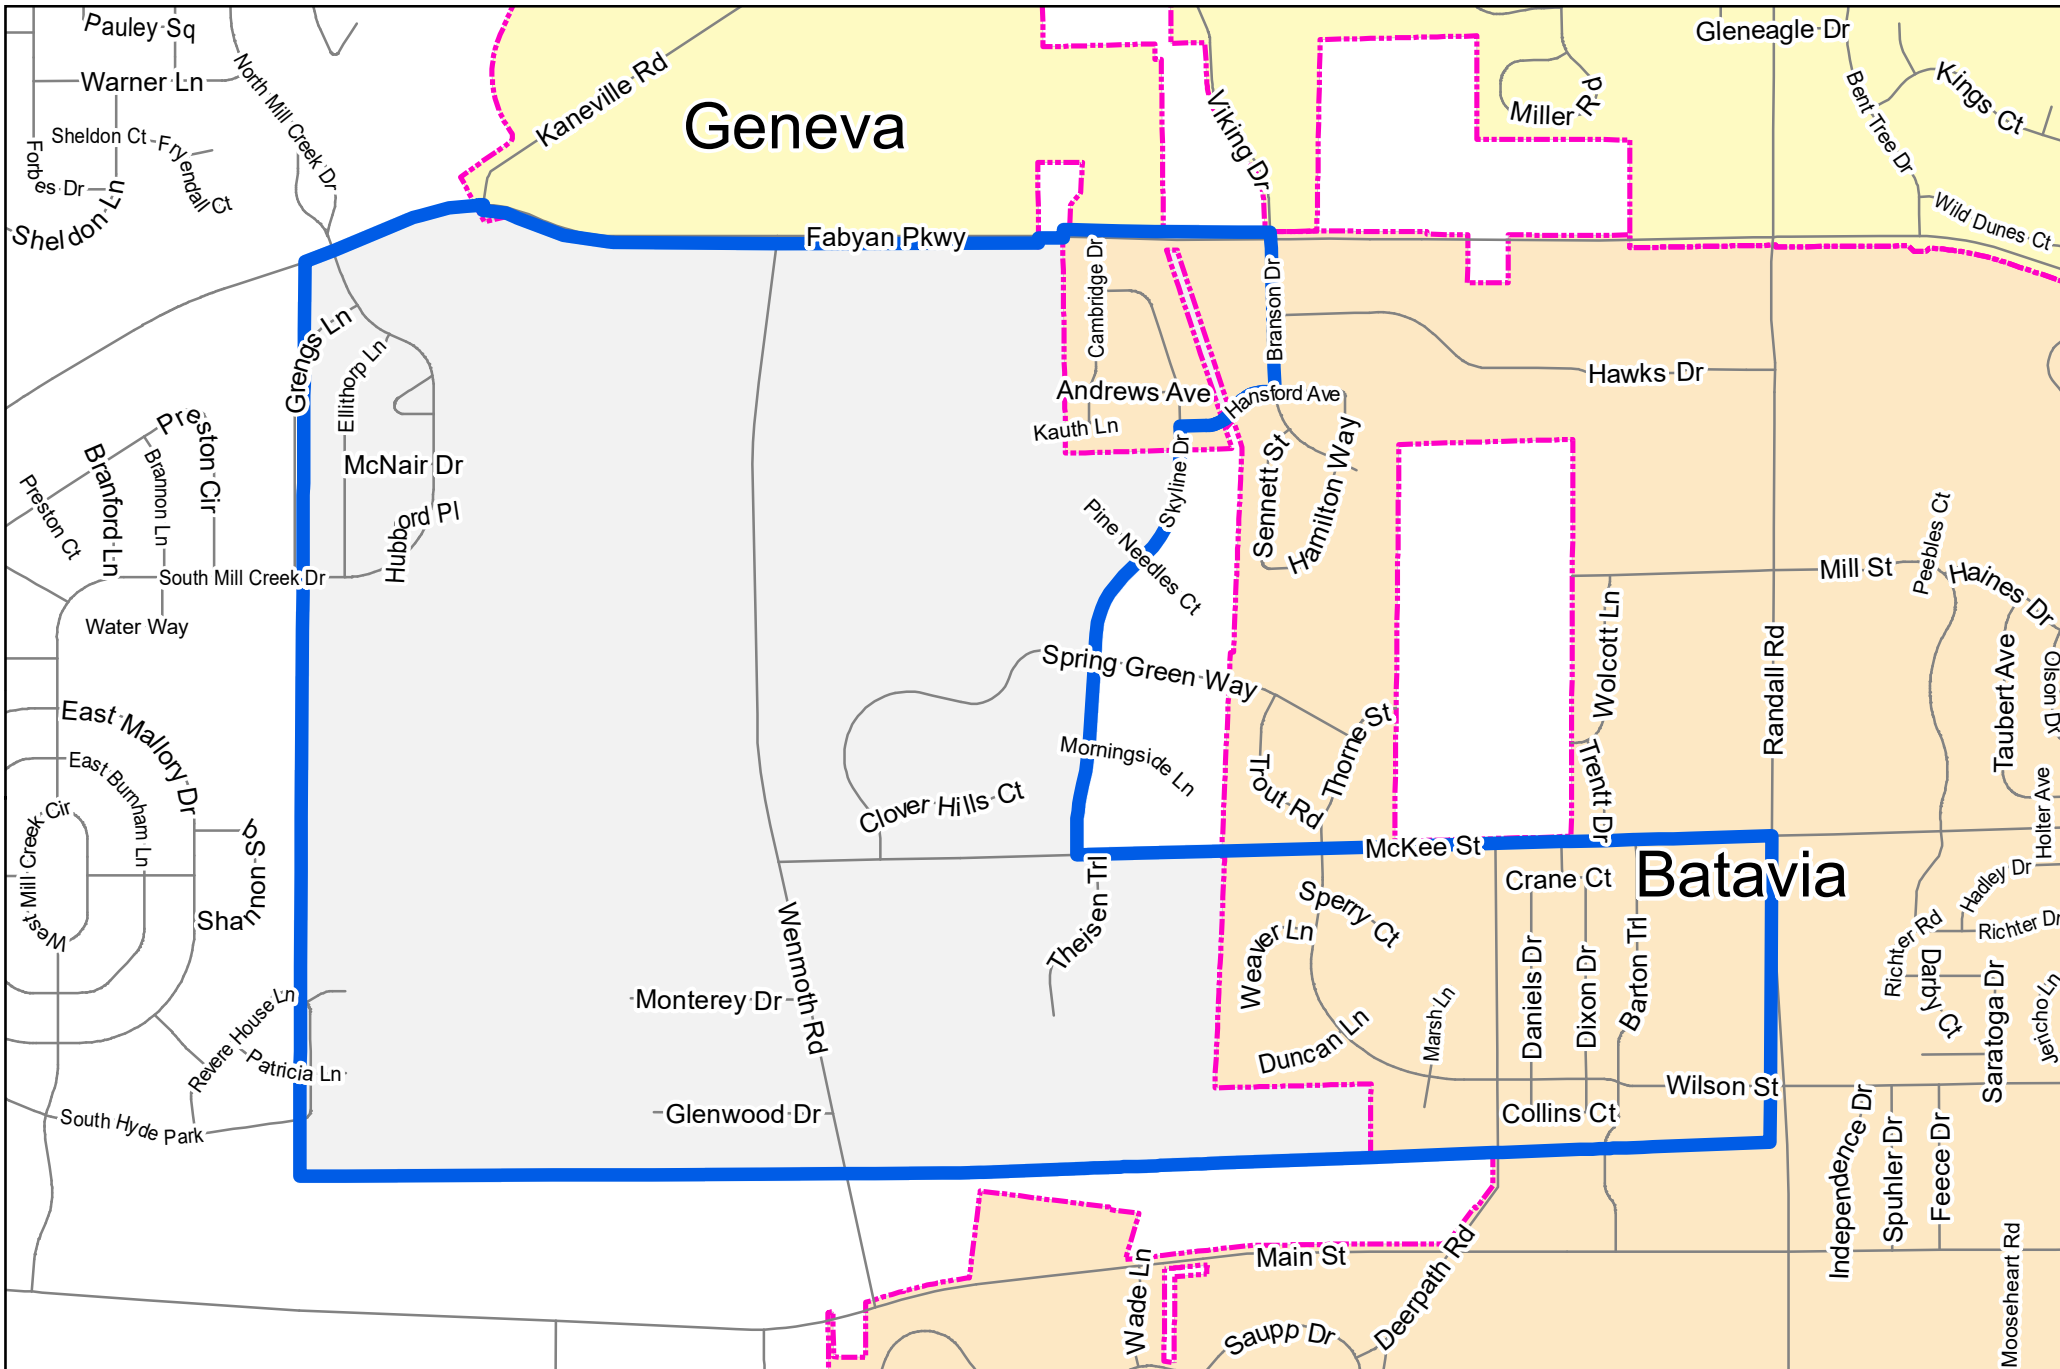 Pauley Sq
Warner Ln
North Mill Creek Dr
Sheldon Ct
Fryendall Ct
Forbes Dr
Sheldon Ln
Kaneville Rd
Geneva
Viking Dr
Miller Rd
Gleneagle Dr
Bent Tree Dr
Kings Ct
Wild Dunes Ct
Fabyan Pkwy
Cambridge Dr
Branson Dr
Grengs Ln
Ellithorp Ln
Andrews Ave
Hansford Ave
Hawks Dr
Kauth Ln
Preston Cir
Branford Ln
Brannon Ln
Preston Ct
McNair Dr
Hubbord Pl
Skyline Dr
Sennett St
Hamilton Way
Pine Needles Ct
South Mill Creek Dr
Water Way
Mill St
Peebles Ct
Haines Dr
Wolcott Ln
Randall Rd
Taubert Ave
Olson Dr
Spring Green Way
East Mallory Dr
East Burnham Ln
Morningside Ln
Thorne St
Trout Rd
Trentt Dr
Holter Ave
West Mill Creek Cir
Clover Hills Ct
Shannon Sq
McKee St
Batavia
Theisen Trl
Crane Ct
Sperry Ct
Weaver Ln
Hadley Dr
Richter Rd
Richter Dr
Darby Ct
Wenmoth Rd
Daniels Dr
Dixon Dr
Barton Trl
Marsh Ln
Saratoga Dr
Jericho Ln
Monterey Dr
Revere House Ln
Patricia Ln
Duncan Ln
Wilson St
Glenwood Dr
Collins Ct
South Hyde Park
Independence Dr
Spuhler Dr
Feece Dr
Main St
Wade Ln
Deerpath Rd
Saupp Dr
Mooseheart Rd